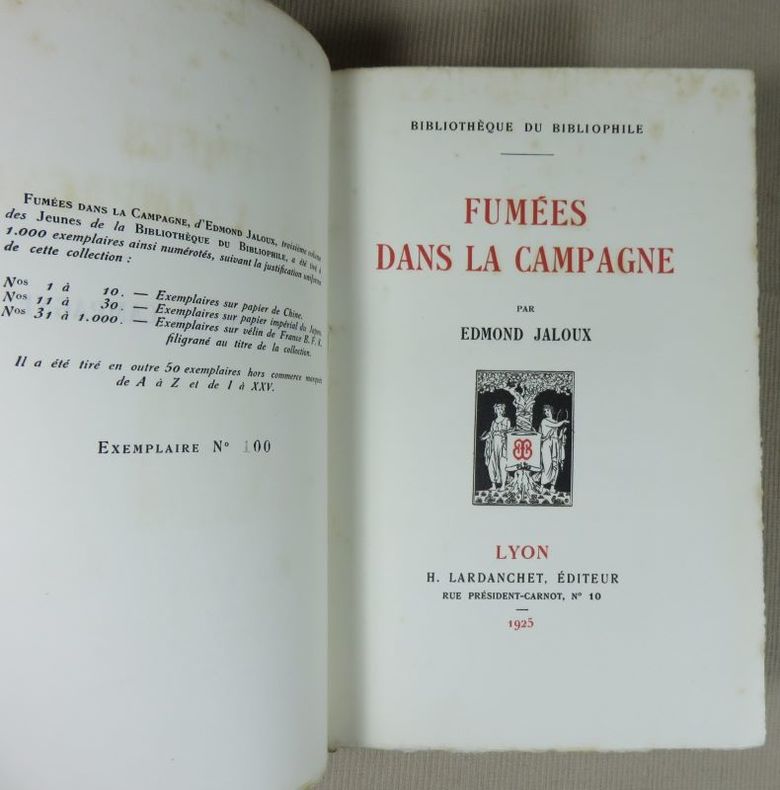 FUMÉES DANS LA CAMPAGNE, d'EDMOND JALOUX, troisième volume
des Jeunes de la BIBLIOTHÈQUE DU BIBLIOPHILE, a été tiré à
1.000 exemplaires ainsi numérotés, suivant la justification uniforme
de cette collection :
Nos 1 à 10. — Exemplaires sur papier de Chine.
Nos 11 à 30. — Exemplaires sur papier impérial du Japon.
Nos 31 à 1.000. — Exemplaires sur vélin de France B. F. K.
filigrané au titre de la collection.
Il a été tiré en outre 50 exemplaires hors commerce marqués
de A à Z et de I à XXV.
EXEMPLAIRE N° 100
BIBLIOTHÈQUE DU BIBLIOPHILE
FUMÉES
DANS LA CAMPAGNE
PAR
EDMOND JALOUX
LYON
H. LARDANCHET, ÉDITEUR
RUE PRÉSIDENT-CARNOT, N° 10
1925